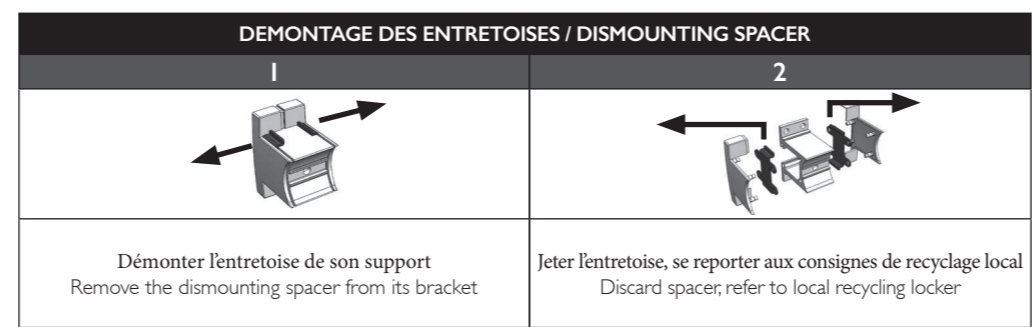 DEMONTAGE DES ENTRETOISES / DISMOUNTING SPACER
1
2
Démonter l'entretoise de son support
Remove the dismounting spacer from its bracket
Jeter l'entretoise, se reporter aux consignes de recyclage local
Discard spacer, refer to local recycling locker